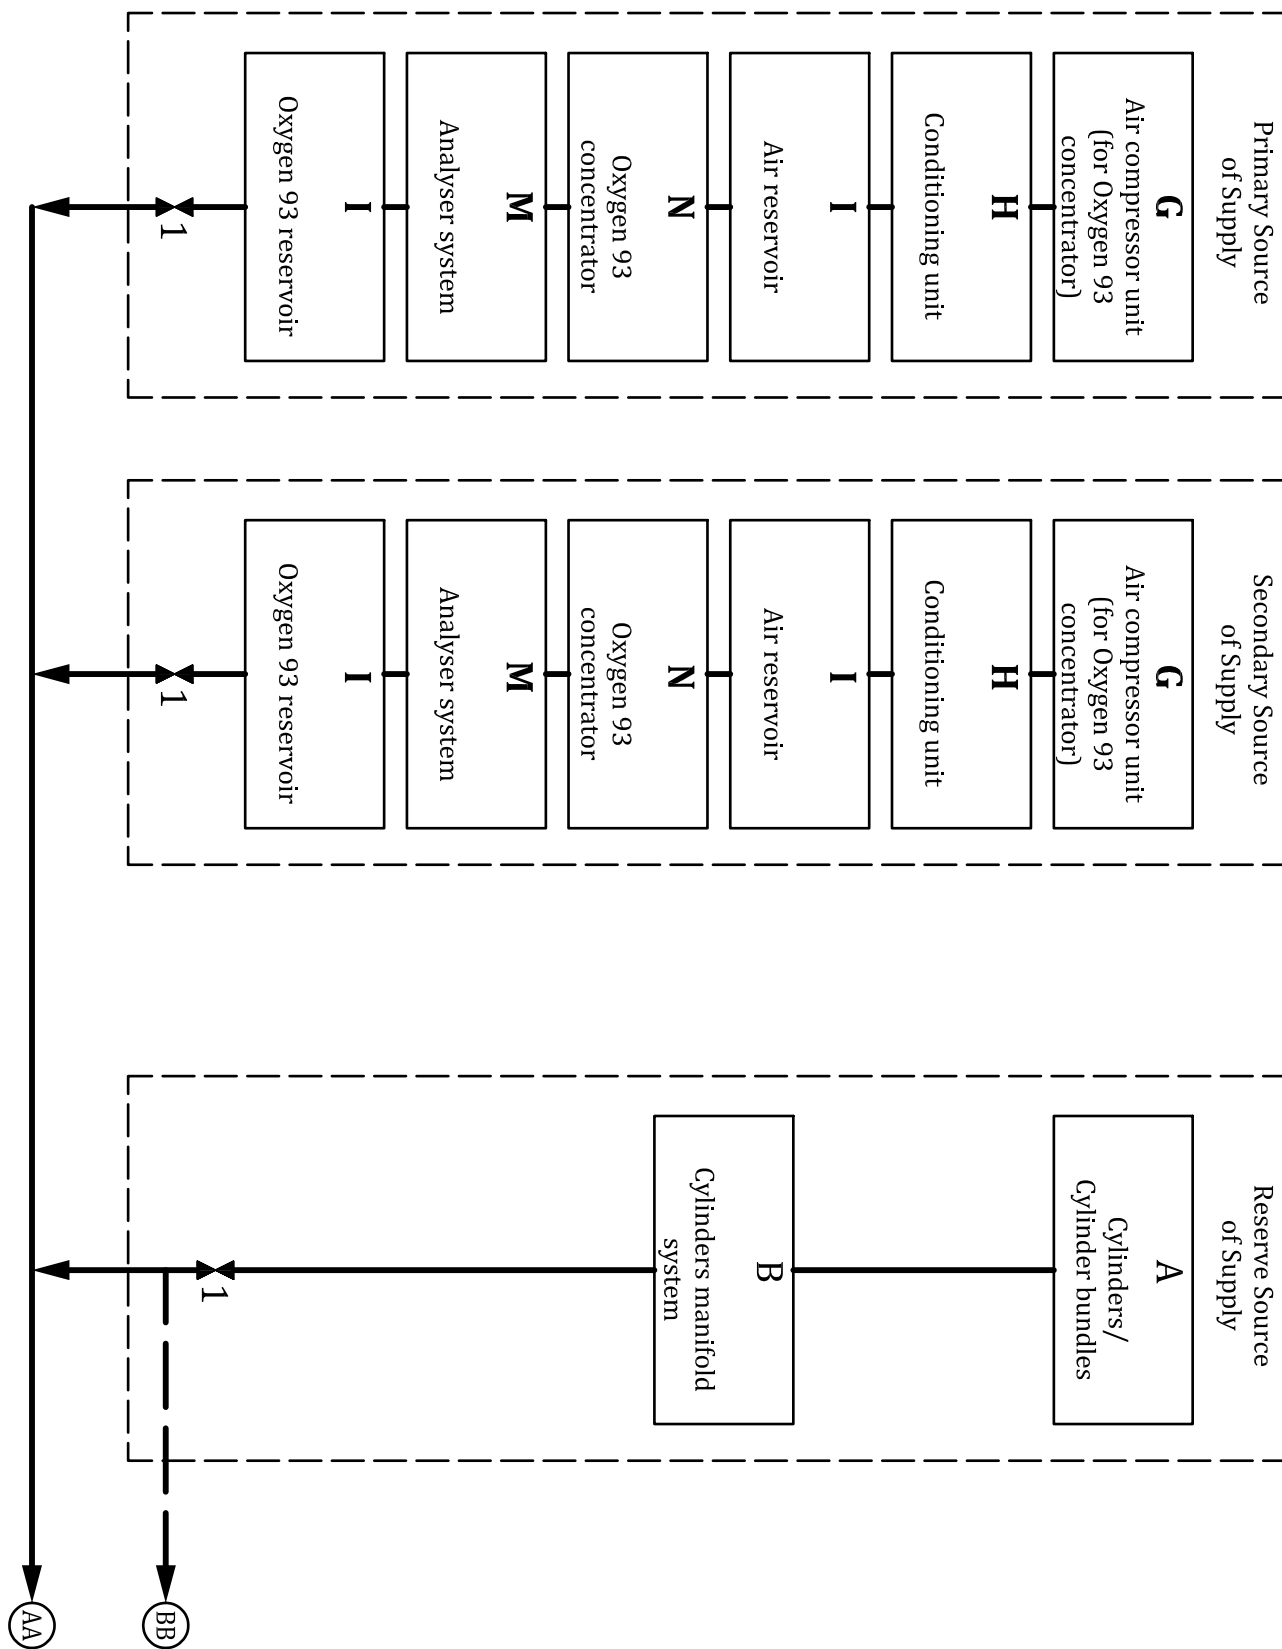 Primary Source
of Supply
G
Air compressor unit
(for Oxygen 93
concentrator)
H
Conditioning unit
I
Air reservoir
N
Oxygen 93
concentrator
M
Analyser system
I
Oxygen 93 reservoir
1
Secondary Source
of Supply
G
Air compressor unit
(for Oxygen 93
concentrator)
H
Conditioning unit
I
Air reservoir
N
Oxygen 93
concentrator
M
Analyser system
I
Oxygen 93 reservoir
1
Reserve Source
of Supply
A
Cylinders/
Cylinder bundles
B
Cylinders manifold
system
1
BB
AA